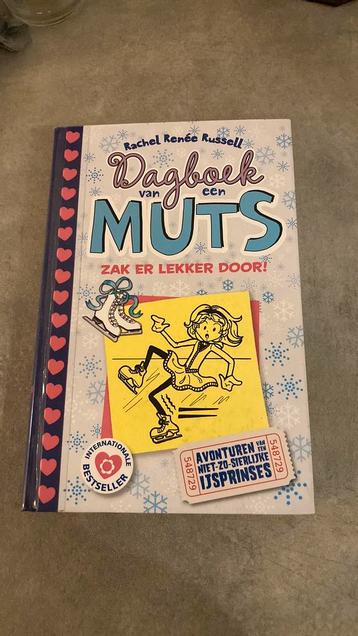 Rachel Renée Russell
Dagboek
van een
MUTS
ZAK ER LEKKER DOOR!
INTERNATIONALE
BESTSELLER
548729
AVONTUREN VAN EEN
NIET-ZO-SIERLIJKE
IJSPRINSES
548729